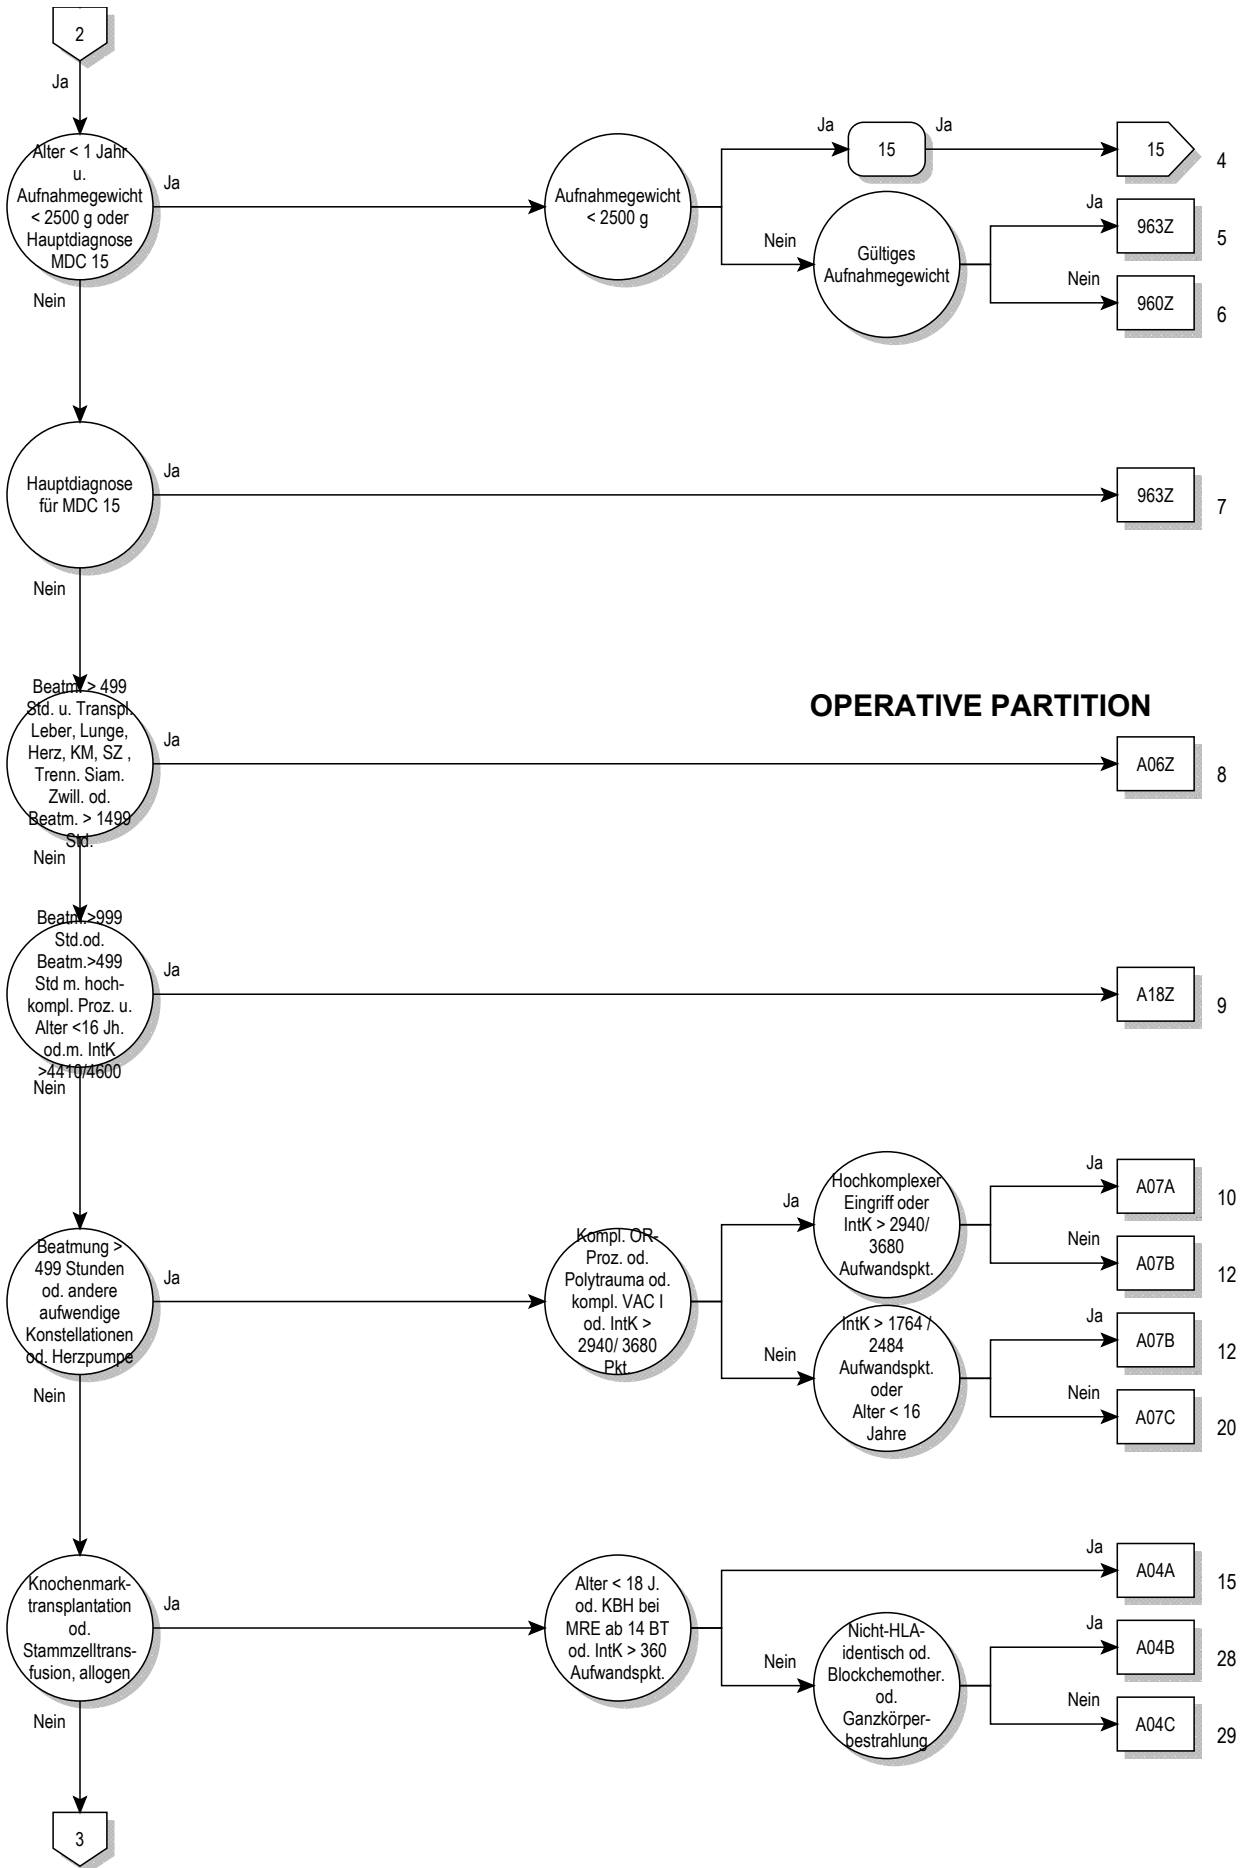 2
Ja
Alter < 1 Jahr
u.
Aufnahmegewicht
< 2500 g oder
Hauptdiagnose
MDC 15
Ja
Aufnahmegewicht
< 2500 g
Ja
15
Ja
15
4
Nein
Gültiges
Aufnahmegewicht
Ja
963Z
5
Nein
960Z
6
Nein
Hauptdiagnose
für MDC 15
Ja
963Z
7
Nein
OPERATIVE PARTITION
Beatm. > 499
Std. u. Transpl.
Leber, Lunge,
Herz, KM, SZ ,
Trenn. Siam.
Zwill. od.
Beatm. > 1499
Std.
Ja
A06Z
8
Nein
Beatm.>999
Std.od.
Beatm.>499
Std m. hoch-
kompl. Proz. u.
Alter <16 Jh.
od.m. IntK
>4410/4600
Ja
A18Z
9
Nein
Beatmung >
499 Stunden
od. andere
aufwendige
Konstellationen
od. Herzpumpe
Ja
Kompl. OR-
Proz. od.
Polytrauma od.
kompl. VAC I
od. IntK >
2940/ 3680
Pkt.
Ja
Hochkomplexer
Eingriff oder
IntK > 2940/
3680
Aufwandspkt.
Ja
A07A
10
Nein
A07B
12
Nein
IntK > 1764 /
2484
Aufwandspkt.
oder
Alter < 16
Jahre
Ja
A07B
12
Nein
A07C
20
Nein
Knochenmark-
transplantation
od.
Stammzelltrans-
fusion, allogen
Ja
Alter < 18 J.
od. KBH bei
MRE ab 14 BT
od. IntK > 360
Aufwandspkt.
Ja
A04A
15
Nein
Nicht-HLA-
identisch od.
Blockchemother.
od.
Ganzkörper-
bestrahlung
Ja
A04B
28
Nein
A04C
29
Nein
3